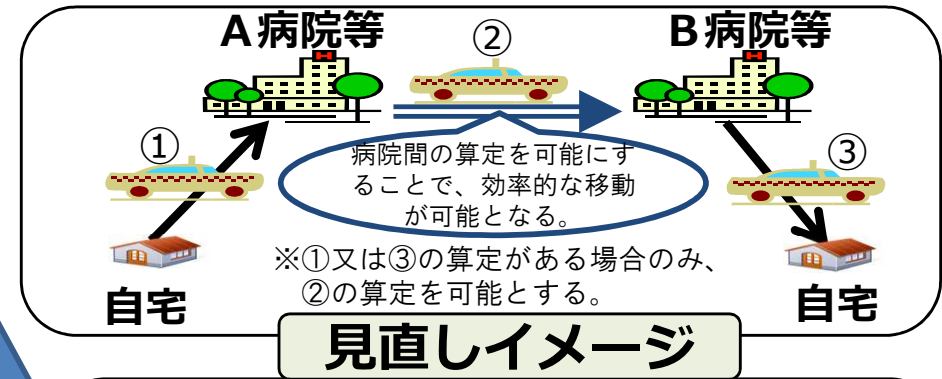 A病院等
②
B病院等
①
病院間の算定を可能にす
ることで、効率的な移動
が可能となる。
③
※①又は③の算定がある場合のみ、
②の算定を可能とする。
自宅
自宅
見直しイメージ